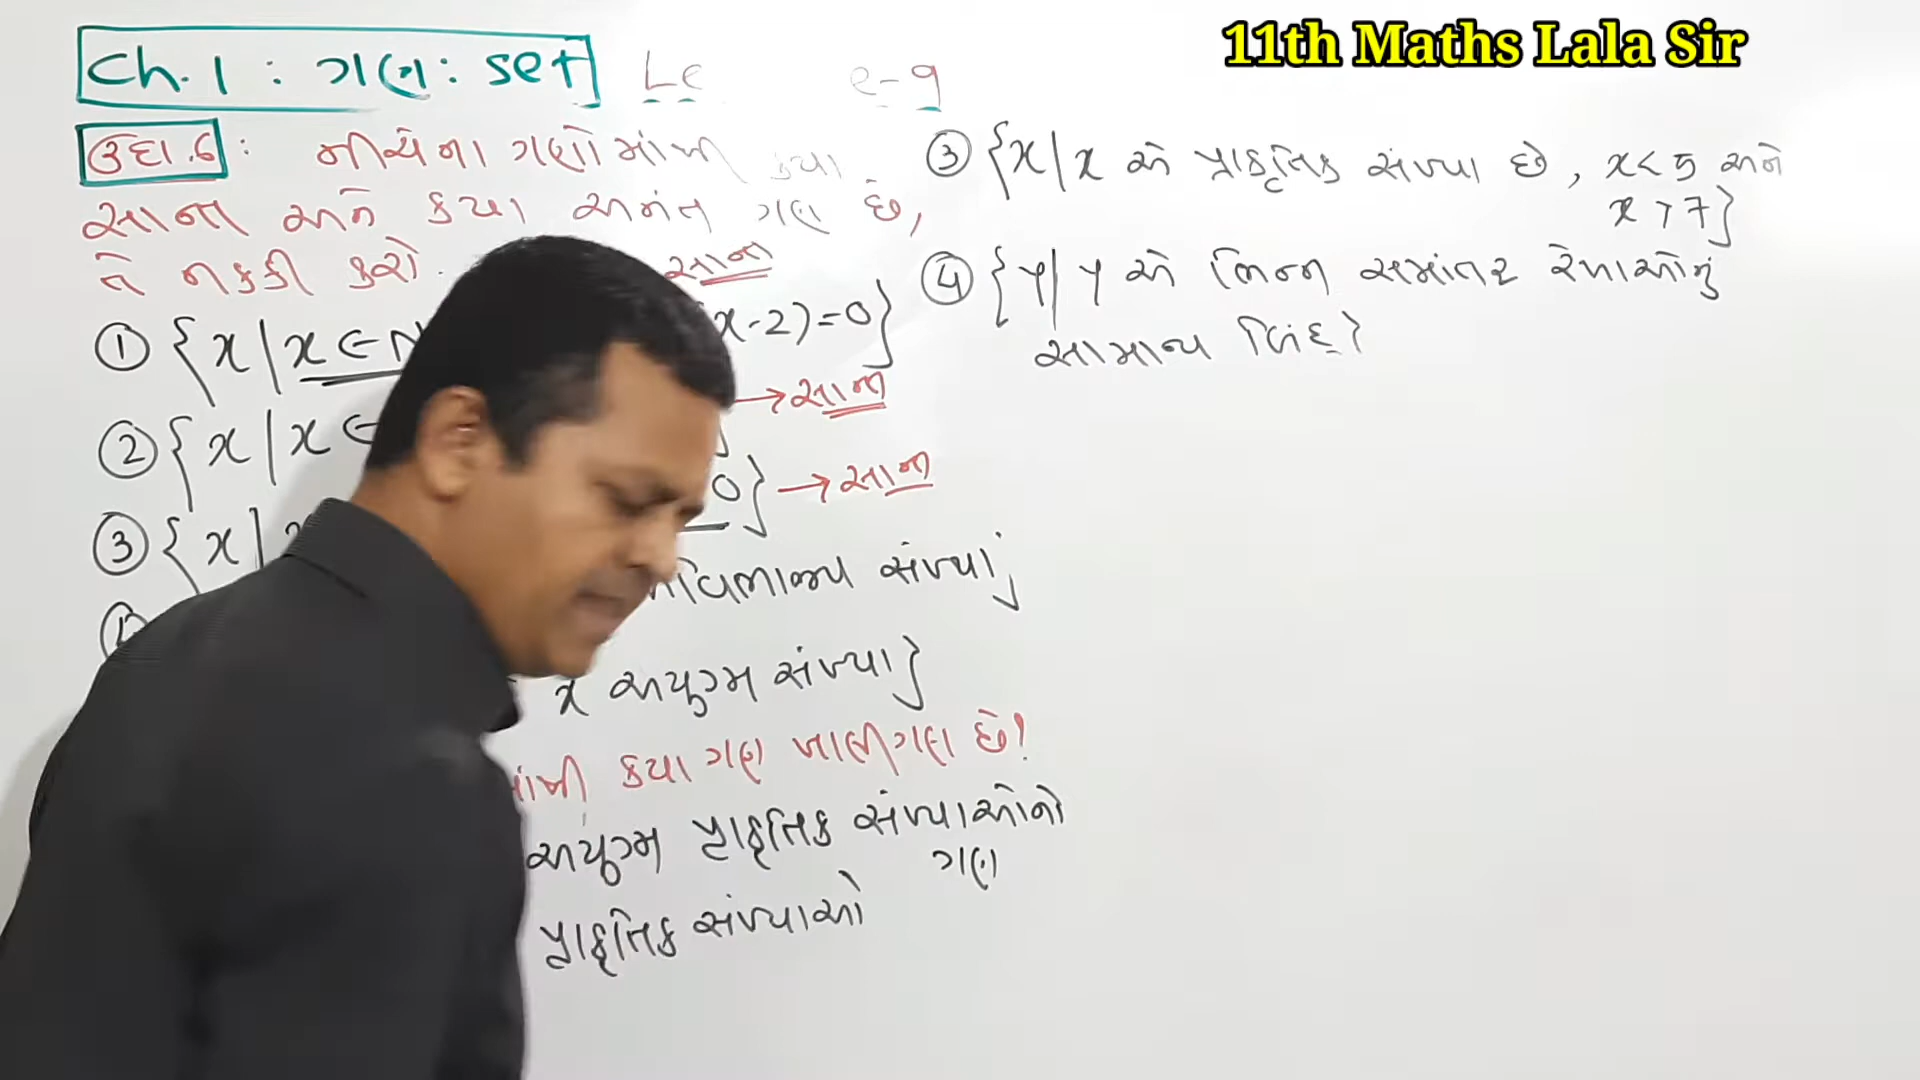 11th Maths Lala Sir
Ch. 1 : ગણ : set
ઉદા. 6 : નીચેના ગણોમાંથી કયા
સાન્ત અને કયા અનંત ગણ છે,
તે નક્કી કરો.
સાન્ત
① {x | x ∈ N x-2)=0}
② {x | x ∈ → સાન્ત
③ {x | 0} → સાન્ત
અવિભાજ્ય સંખ્યા}
x અયુગ્મ સંખ્યા}
કયા ગણ ખાલીગણ છે?
અયુગ્મ પ્રાકૃતિક સંખ્યાઓનો
ગણ
પ્રાકૃતિક સંખ્યાઓ
③ {x | x એ પ્રાકૃતિક સંખ્યા છે, x < 5 અને
x > 7}
④ {y | y એ ભિન્ન સમાંતર રેખાઓનું
સામાન્ય બિંદુ}